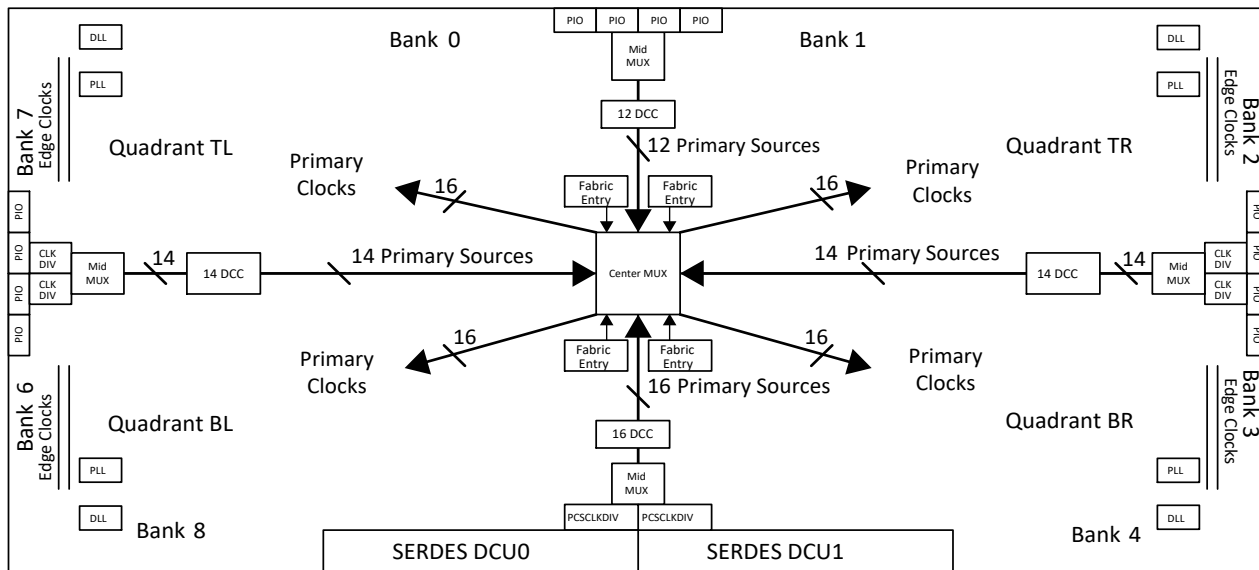 PIO PIO PIO PIO
DLL
Bank 0
Bank 1
DLL
Mid
MUX
PLL
PLL
Bank 7
Edge Clocks
Bank 2
Edge Clocks
12 DCC
Quadrant TL
12 Primary Sources
Quadrant TR
Primary
Clocks
16
Fabric
Entry
Fabric
Entry
16
Primary
Clocks
PIO
PIO
PIO
PIO
CLK
DIV
CLK
DIV
Mid
MUX
14
14 DCC
14 Primary Sources
Center MUX
14 Primary Sources
14 DCC
14
Mid
MUX
CLK
DIV
CLK
DIV
PIO
PIO
PIO
PIO
Primary
Clocks
16
Fabric
Entry
Fabric
Entry
16
Primary
Clocks
16 Primary Sources
Bank 6
Edge Clocks
Quadrant BL
Quadrant BR
Bank 3
Edge Clocks
16 DCC
PLL
PLL
Mid
MUX
DLL
Bank 8
PCSCLKDIV PCSCLKDIV
Bank 4
DLL
SERDES DCU0
SERDES DCU1